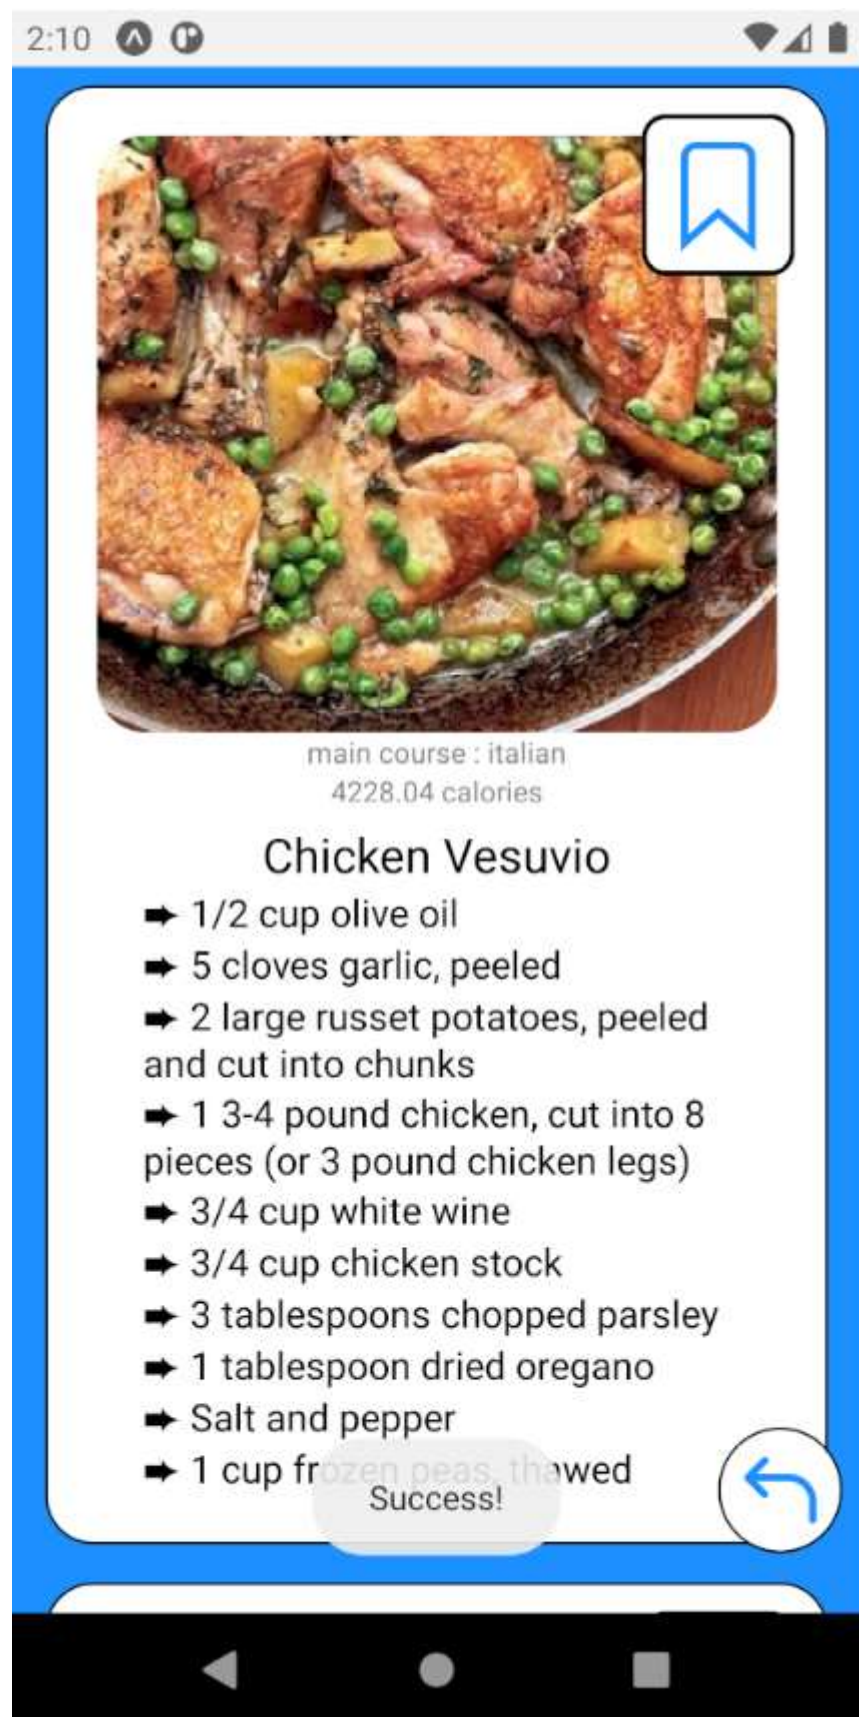 2:10
main course : italian
4228.04 calories
Chicken Vesuvio
➨ 1/2 cup olive oil
➨ 5 cloves garlic, peeled
➨ 2 large russet potatoes, peeled
and cut into chunks
➨ 1 3-4 pound chicken, cut into 8
pieces (or 3 pound chicken legs)
➨ 3/4 cup white wine
➨ 3/4 cup chicken stock
➨ 3 tablespoons chopped parsley
➨ 1 tablespoon dried oregano
➨ Salt and pepper
➨ 1 cup frozen peas, thawed
Success!